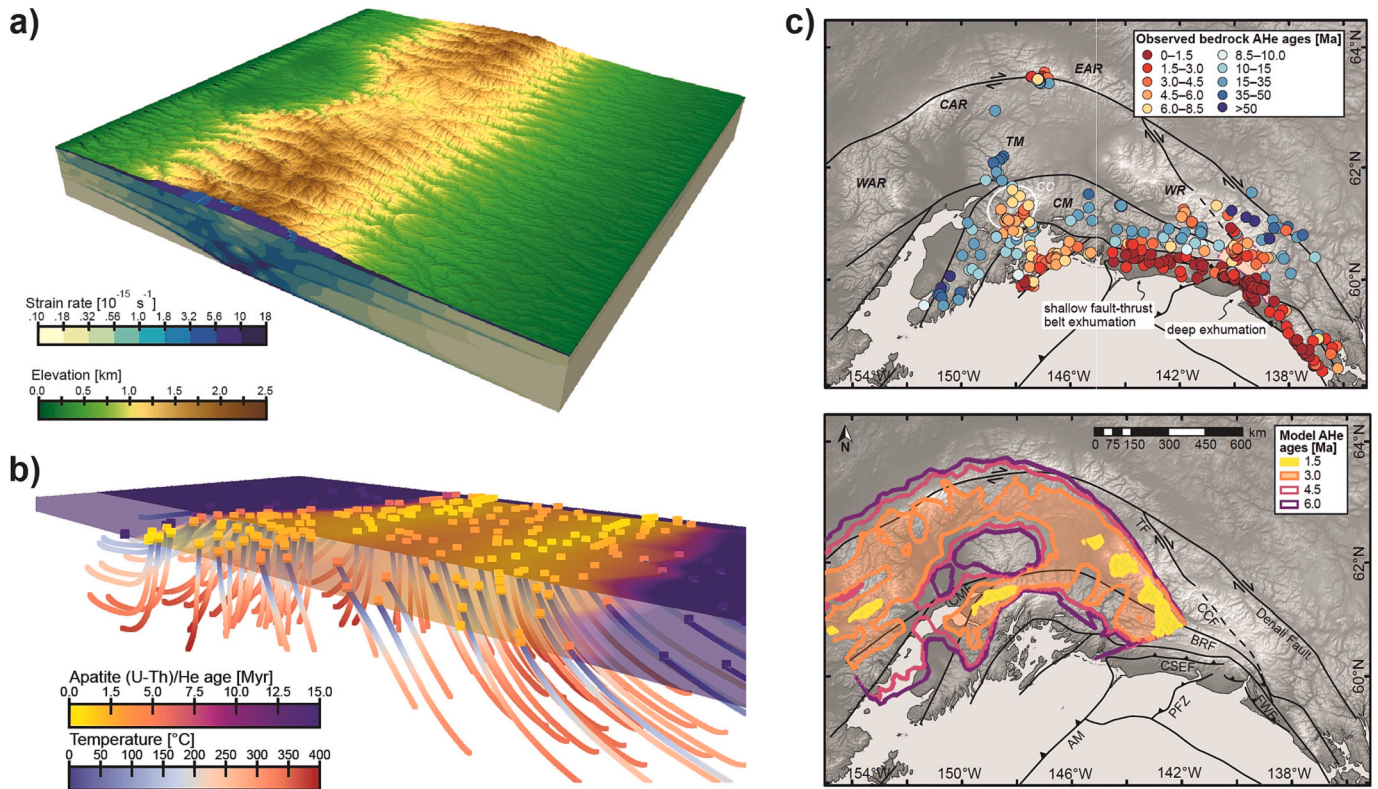 a)
Strain rate [10⁻¹⁵ s⁻¹]
.10 .18 .32 .56 1.0 1.8 3.2 5.6 10 18
Elevation [km]
0.0 0.5 1.0 1.5 2.0 2.5
b)
Apatite (U-Th)/He age [Myr]
0.0 1.5 5.0 7.5 10.0 12.5 15.0
Temperature [°C]
0 50 100 150 200 250 300 350 400
c)
Observed bedrock AHe ages [Ma]
0–1.5 8.5–10.0
1.5–3.0 10–15
3.0–4.5 15–35
4.5–6.0 35–50
6.0–8.5 >50
EAR
CAR
TM
WAR
CC
CM
WR
shallow fault-thrust
belt exhumation
deep exhumation
64°N
62°N
60°N
154°W 150°W 146°W 142°W 138°W
N
0 75 150 300 450 600 km
Model AHe
ages [Ma]
1.5
3.0
4.5
6.0
TF
CMF
CCF
Denali Fault
BRF
CSEF
FWF
PFZ
AM
64°N
62°N
60°N
154°W 150°W 146°W 142°W 138°W